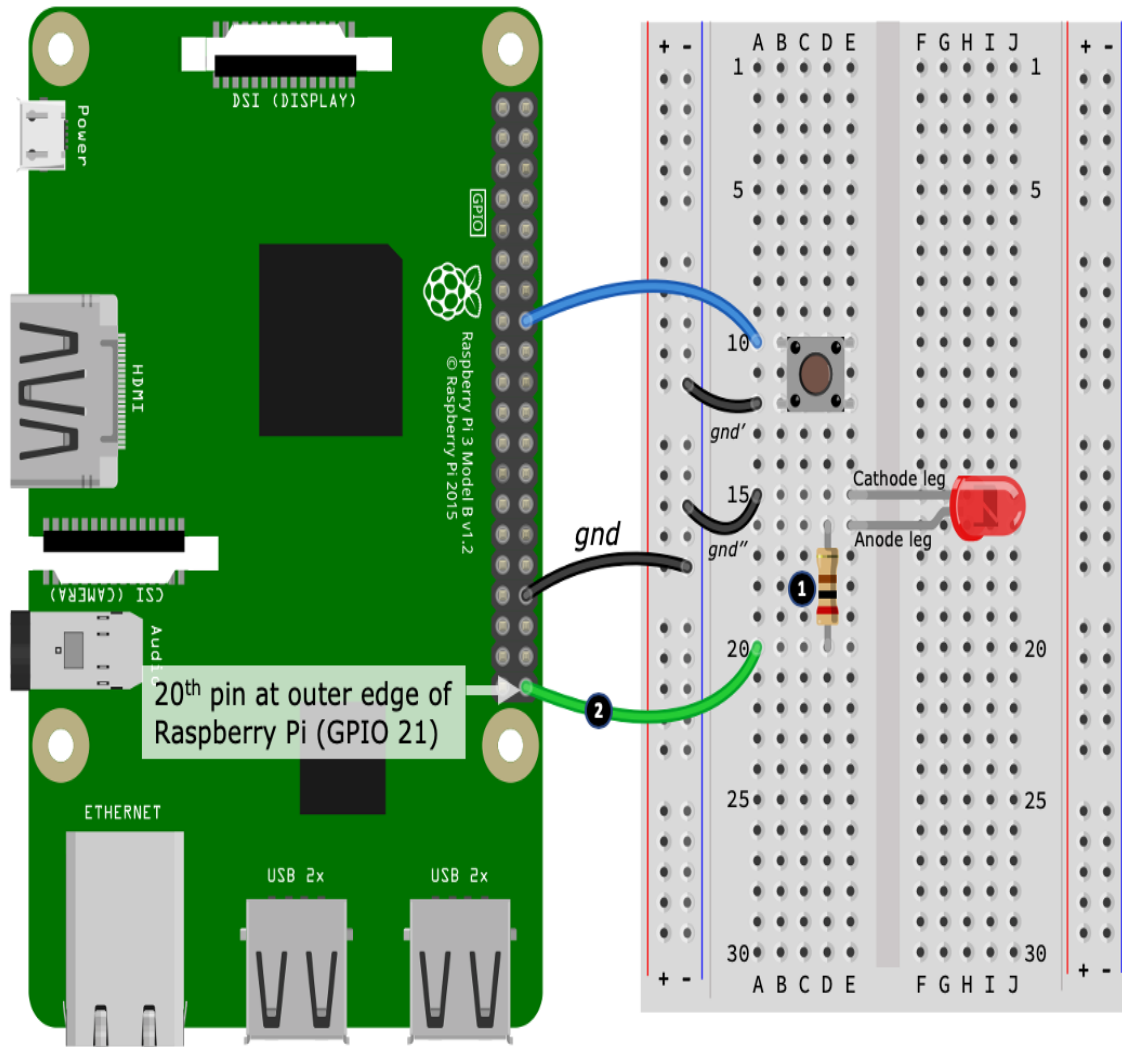 DSI (DISPLAY)
Power
GPIO
Raspberry Pi 3 Model B v1.2
© Raspberry Pi 2015
HDMI
CSI (CAMERA)
Audio
20th pin at outer edge of
Raspberry Pi (GPIO 21)
ETHERNET
USB 2x
USB 2x
gnd
2
+ - A B C D E F G H I J + -
1 1
5 5
10
gnd'
15
Cathode leg
Anode leg
gnd''
1
20 20
25 25
30 30
+ - A B C D E F G H I J + -